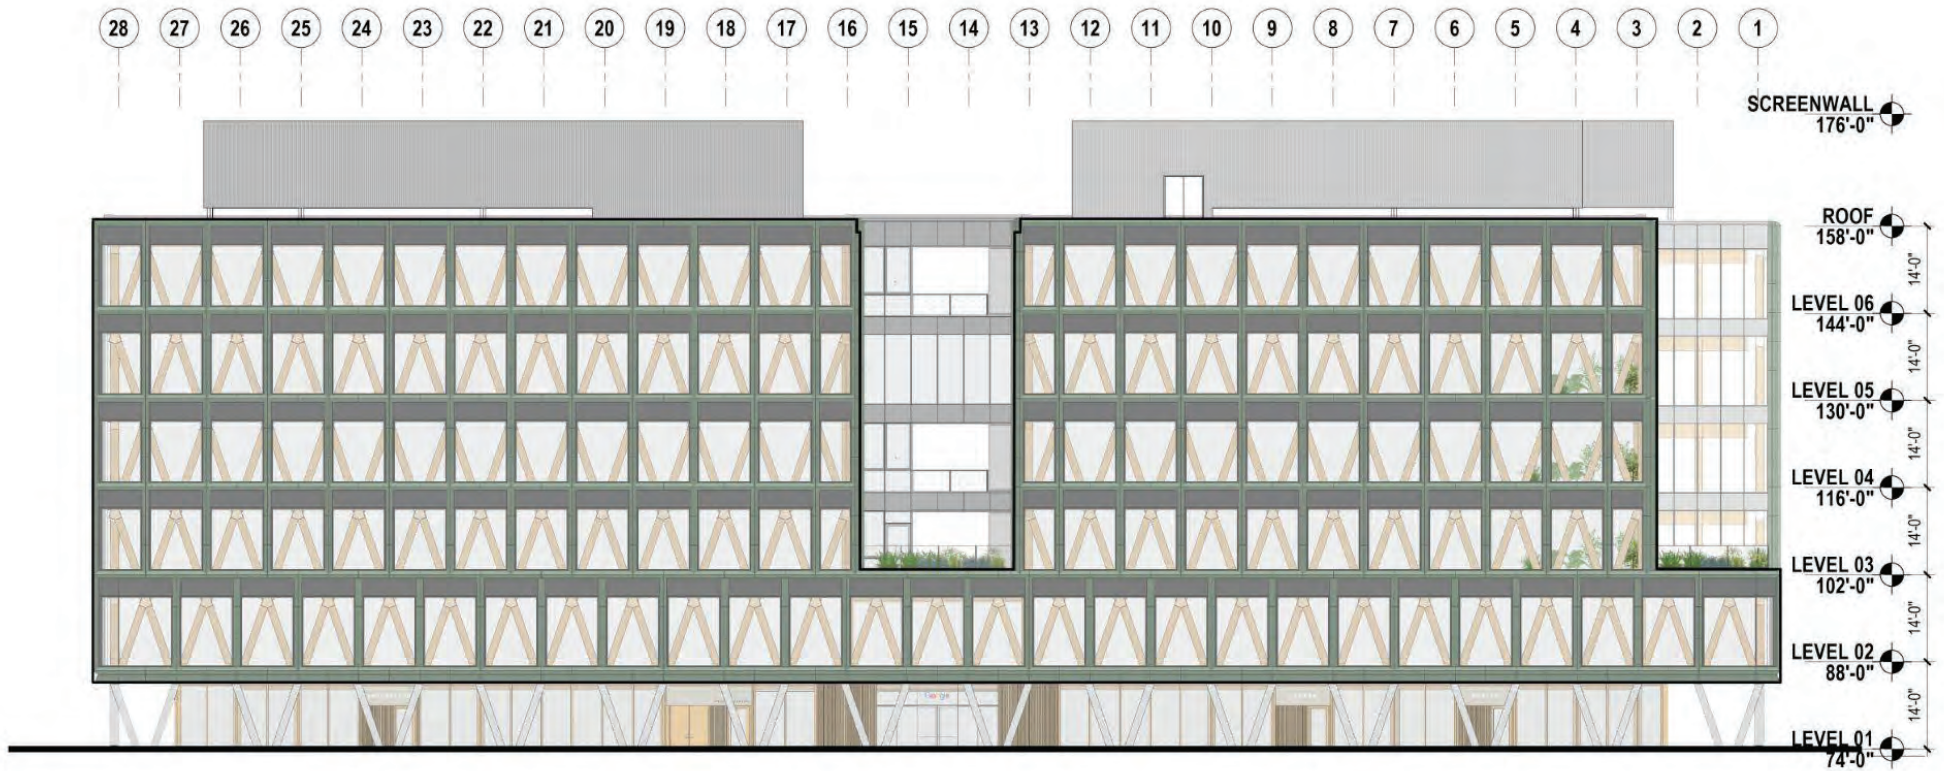 28 27 26 25 24 23 22 21 20 19 18 17 16 15 14 13 12 11 10 9 8 7 6 5 4 3 2 1
SCREENWALL
176'-0"
ROOF
158'-0"
14'-0"
LEVEL 06
144'-0"
14'-0"
LEVEL 05
130'-0"
14'-0"
LEVEL 04
116'-0"
14'-0"
LEVEL 03
102'-0"
14'-0"
LEVEL 02
88'-0"
Google
14'-0"
LEVEL 01
74'-0"